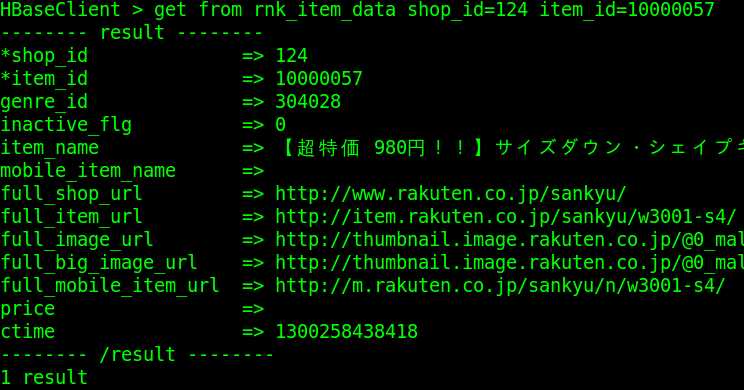 HBaseClient > get from rnk_item_data shop_id=124 item_id=10000057
-------- result --------
*shop_id => 124
*item_id => 10000057
genre_id => 304028
inactive_flg => 0
item_name => 【超特価 980円！！】サイズダウン・シェイプキ
mobile_item_name =>
full_shop_url => http://www.rakuten.co.jp/sankyu/
full_item_url => http://item.rakuten.co.jp/sankyu/w3001-s4/
full_image_url => http://thumbnail.image.rakuten.co.jp/@0_mal
full_big_image_url => http://thumbnail.image.rakuten.co.jp/@0_mal
full_mobile_item_url => http://m.rakuten.co.jp/sankyu/n/w3001-s4/
price =>
ctime => 1300258438418
-------- /result --------
1 result